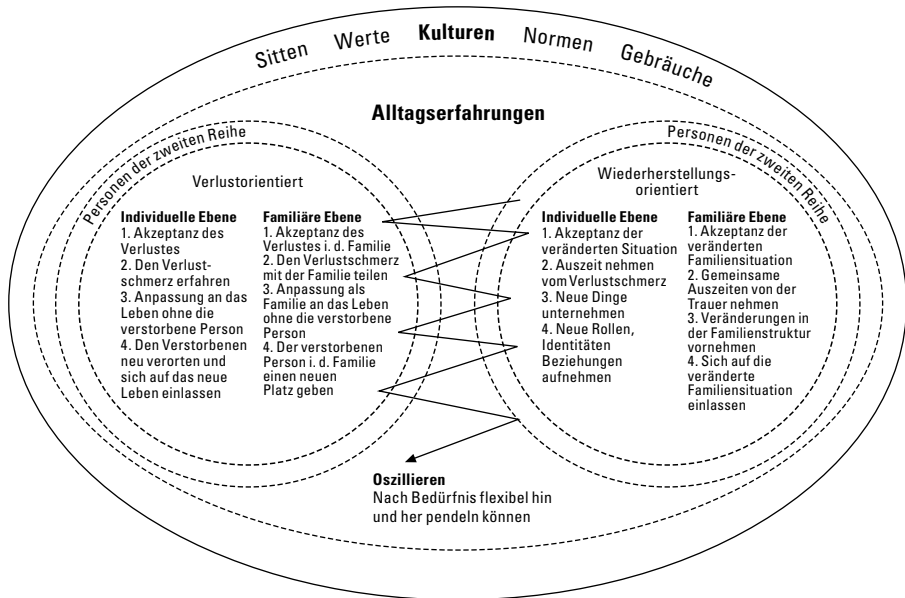 Sitten Werte Kulturen Normen Gebräuche
Alltagserfahrungen
Personen der zweiten Reihe
Verlustorientiert
Individuelle Ebene
1. Akzeptanz des
Verlustes
2. Den Verlust-
schmerz erfahren
3. Anpassung an das
Leben ohne die
verstorbene Person
4. Den Verstorbenen
neu verorten und
sich auf das neue
Leben einlassen
Familiäre Ebene
1. Akzeptanz des
Verlustes i. d. Familie
2. Den Verlustschmerz
mit der Familie teilen
3. Anpassung als
Familie an das Leben
ohne die verstorbene
Person
4. Der verstorbenen
Person i. d. Familie
einen neuen
Platz geben
Personen der zweiten Reihe
Wiederherstellungs-
orientiert
Individuelle Ebene
1. Akzeptanz der
veränderten Situation
2. Auszeit nehmen
vom Verlustschmerz
3. Neue Dinge
unternehmen
4. Neue Rollen,
Identitäten
Beziehungen
aufnehmen
Familiäre Ebene
1. Akzeptanz der
veränderten
Familiensituation
2. Gemeinsame
Auszeiten von der
Trauer nehmen
3. Veränderungen in
der Familienstruktur
vornehmen
4. Sich auf die
veränderte
Familiensituation
einlassen
Oszillieren
Nach Bedürfnis flexibel hin
und her pendeln können